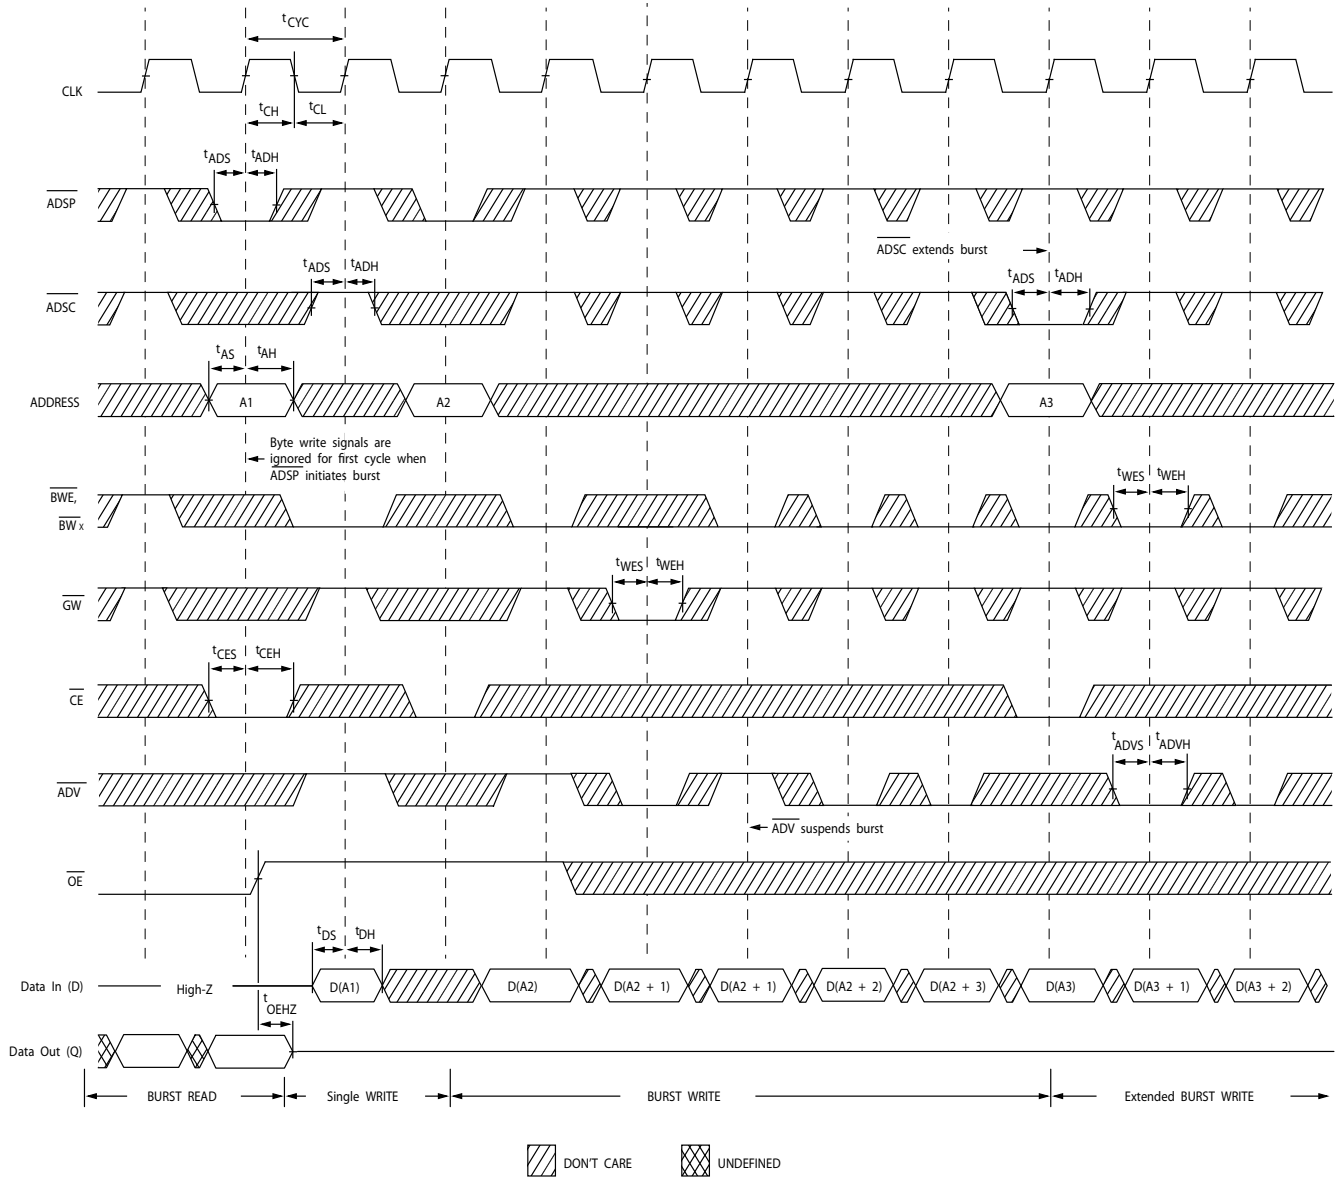 tCYC
CLK
tCH
tCL
tADS
tADH
ADSP
ADSC extends burst
tADS
tADH
tADS
tADH
ADSC
tAS
tAH
ADDRESS
A1
A2
A3
Byte write signals are
ignored for first cycle when
ADSP initiates burst
BWE,
BW X
tWES
tWEH
tWES
tWEH
GW
tCES
tCEH
CE
tADVS
tADVH
ADV
ADV suspends burst
OE
tDS
tDH
Data In (D)
High-Z
D(A1)
D(A2)
D(A2 + 1)
D(A2 + 1)
D(A2 + 2)
D(A2 + 3)
D(A3)
D(A3 + 1)
D(A3 + 2)
tOEHZ
Data Out (Q)
BURST READ
Single WRITE
BURST WRITE
Extended BURST WRITE
DON'T CARE
UNDEFINED